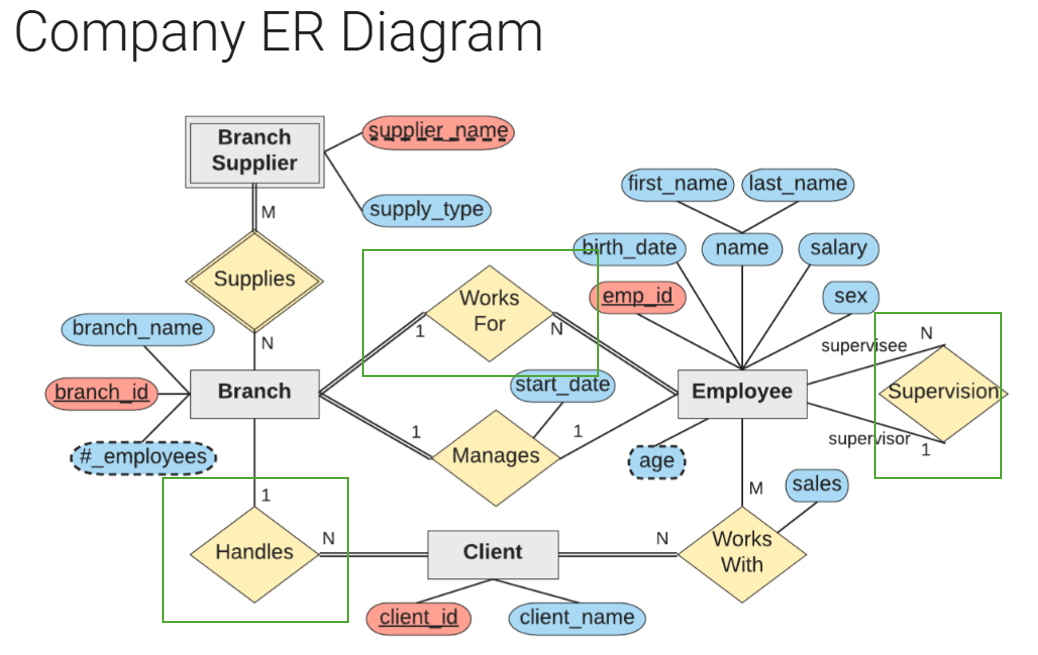 Company ER Diagram
Branch
Supplier
supplier_name
supply_type
M
Supplies
N
first_name
last_name
birth_date
name
salary
emp_id
sex
Works
For
1
N
branch_name
branch_id
#_employees
Branch
start_date
Employee
supervisee
N
Supervision
supervisor
1
1
Manages
1
age
sales
1
Handles
N
Client
N
M
Works
With
client_id
client_name